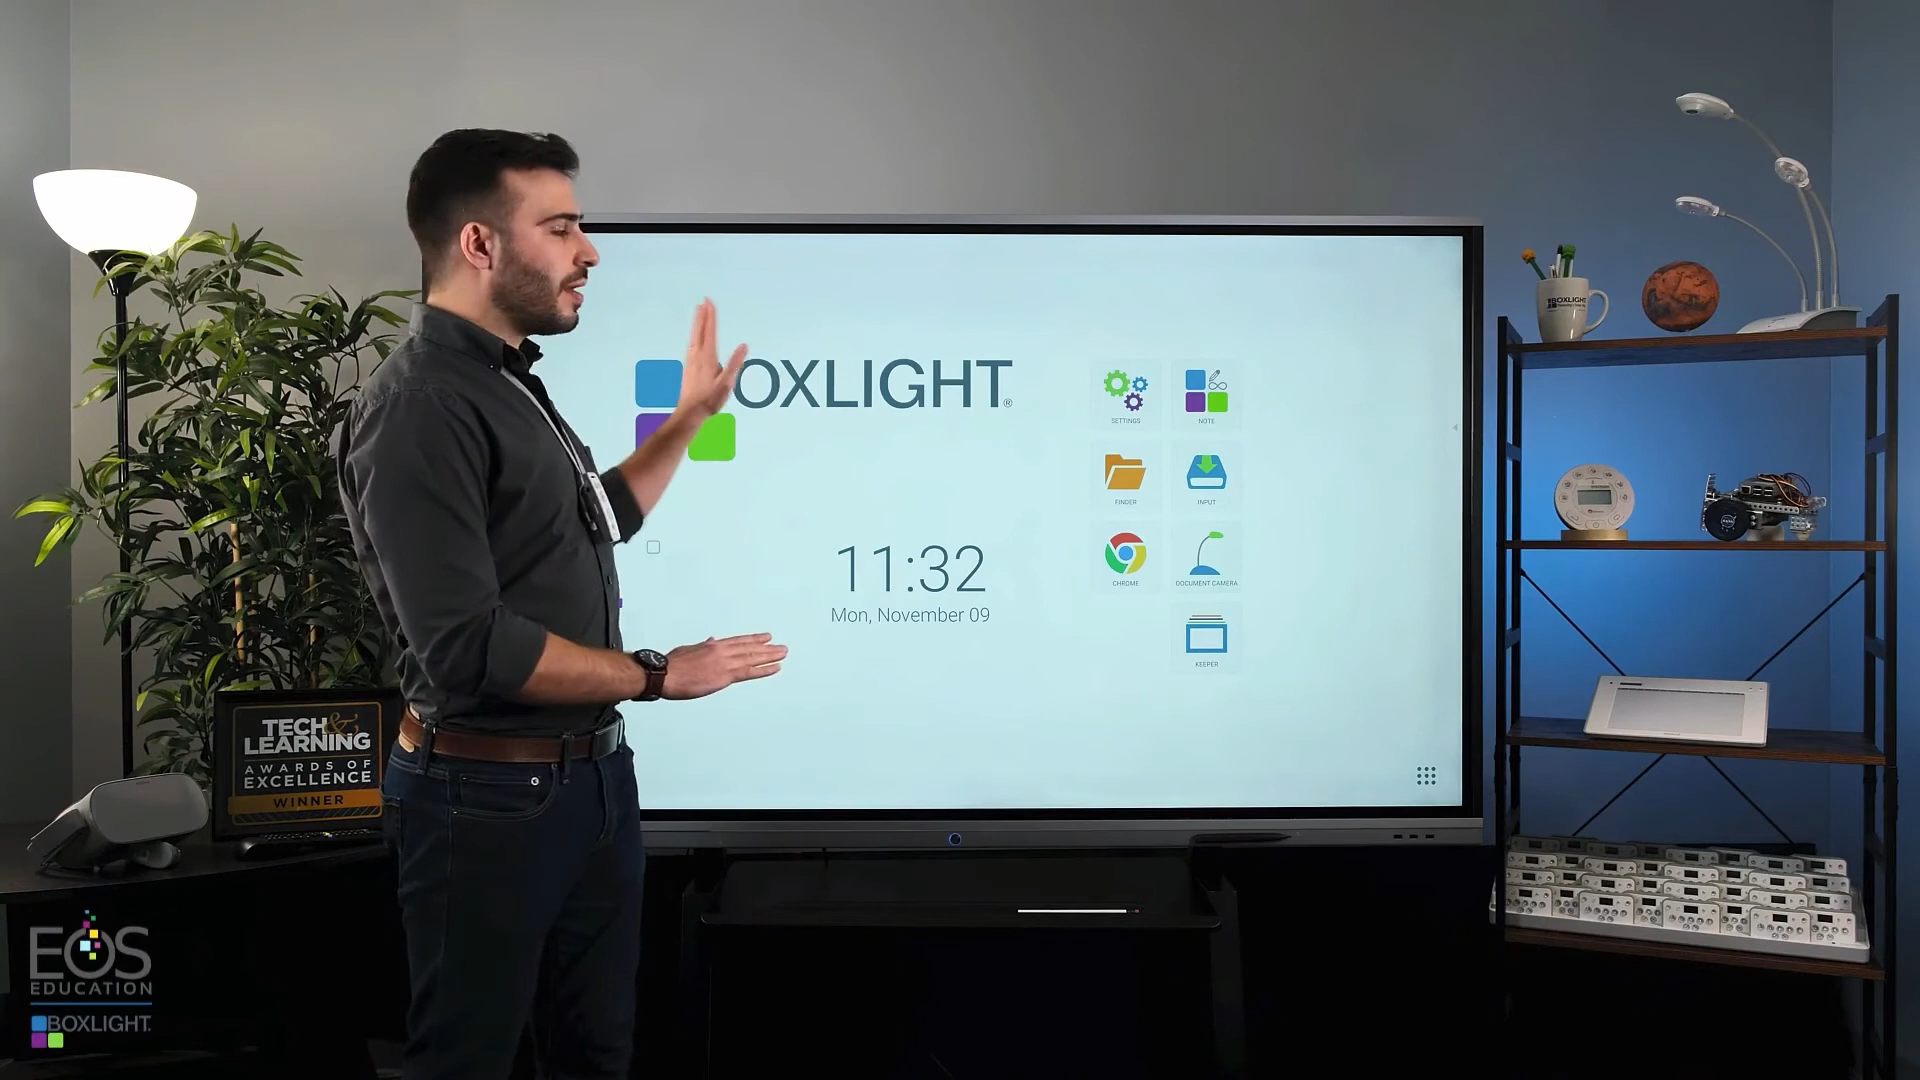 BOXLIGHT
OXLIGHT®
SETTINGS
NOTE
FINDER
INPUT
CHROME
DOCUMENT CAMERA
KEEPER
11:32
Mon, November 09
TECH&
LEARNING
AWARDS OF
EXCELLENCE
WINNER
EOS
EDUCATION
BOXLIGHT